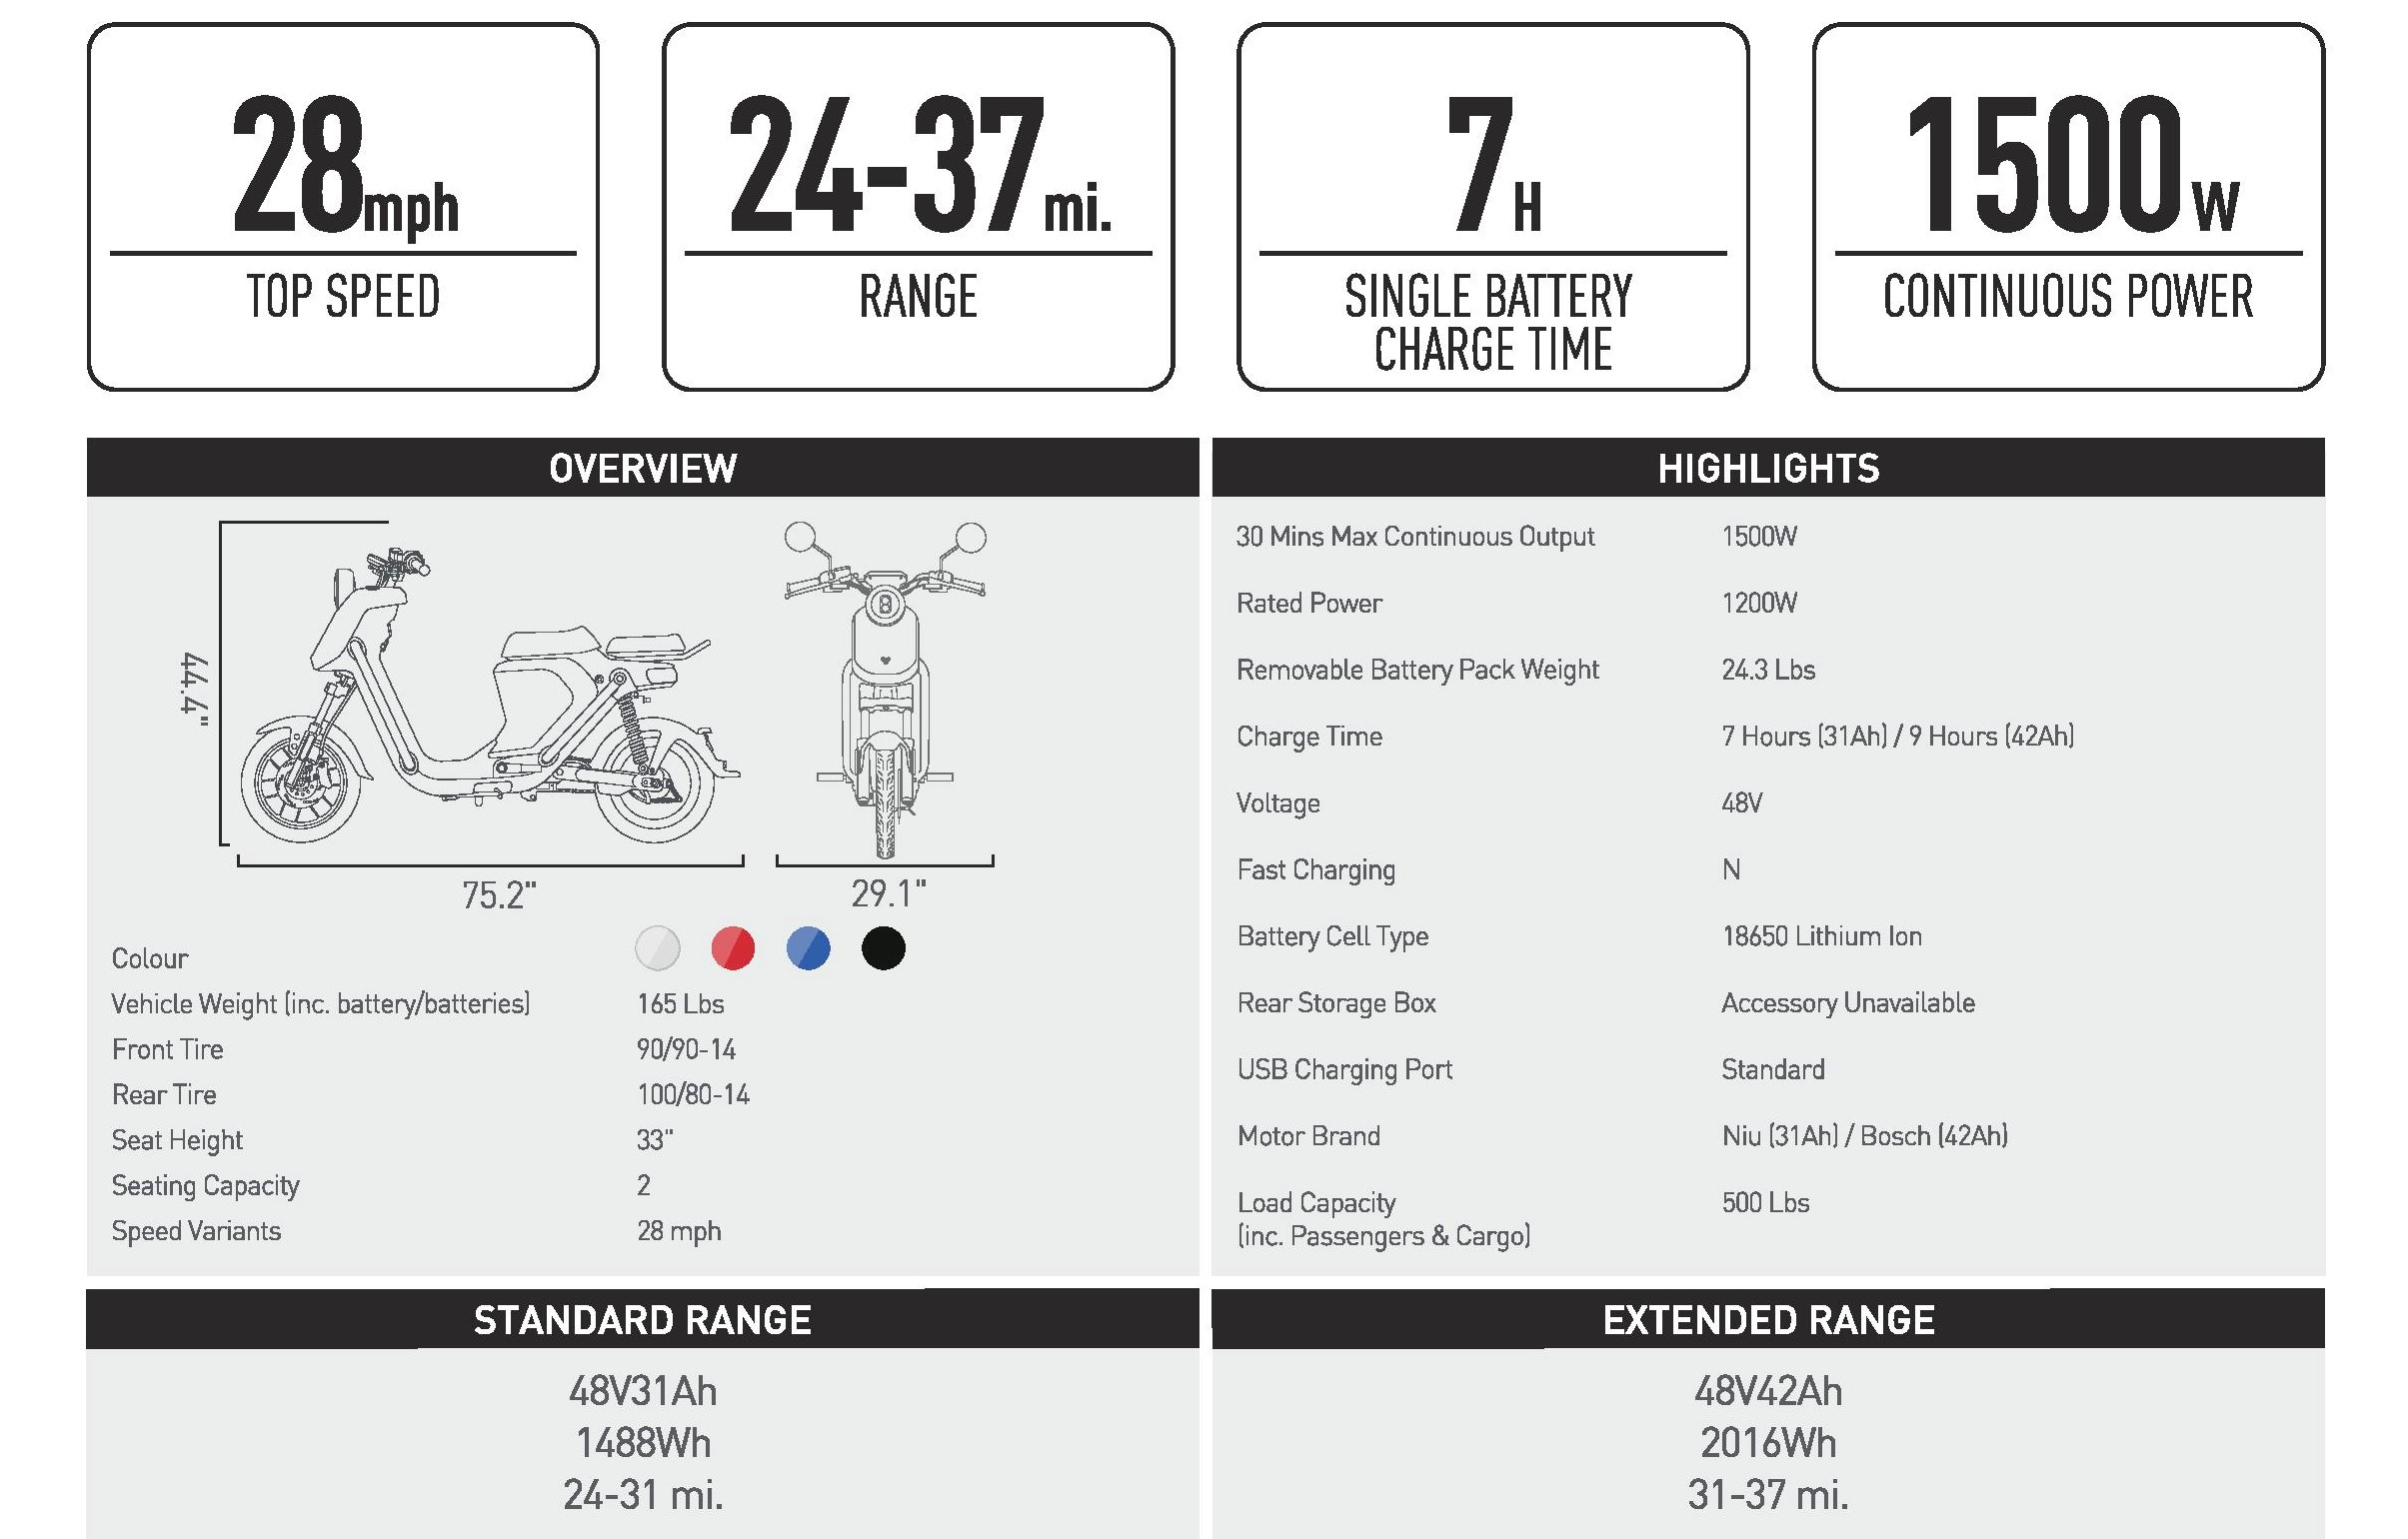 28mph
TOP SPEED
24-37 mi.
RANGE
7 H
SINGLE BATTERY
CHARGE TIME
1500 W
CONTINUOUS POWER
OVERVIEW
44.4"
75.2"
29.1"
Colour
Vehicle Weight (inc. battery/batteries) 165 Lbs
Front Tire 90/90-14
Rear Tire 100/80-14
Seat Height 33"
Seating Capacity 2
Speed Variants 28 mph
HIGHLIGHTS
30 Mins Max Continuous Output 1500W
Rated Power 1200W
Removable Battery Pack Weight 24.3 Lbs
Charge Time 7 Hours (31Ah) / 9 Hours (42Ah)
Voltage 48V
Fast Charging N
Battery Cell Type 18650 Lithium Ion
Rear Storage Box Accessory Unavailable
USB Charging Port Standard
Motor Brand Niu (31Ah) / Bosch (42Ah)
Load Capacity 500 Lbs
(inc. Passengers & Cargo)
STANDARD RANGE
48V31Ah
1488Wh
24-31 mi.
EXTENDED RANGE
48V42Ah
2016Wh
31-37 mi.